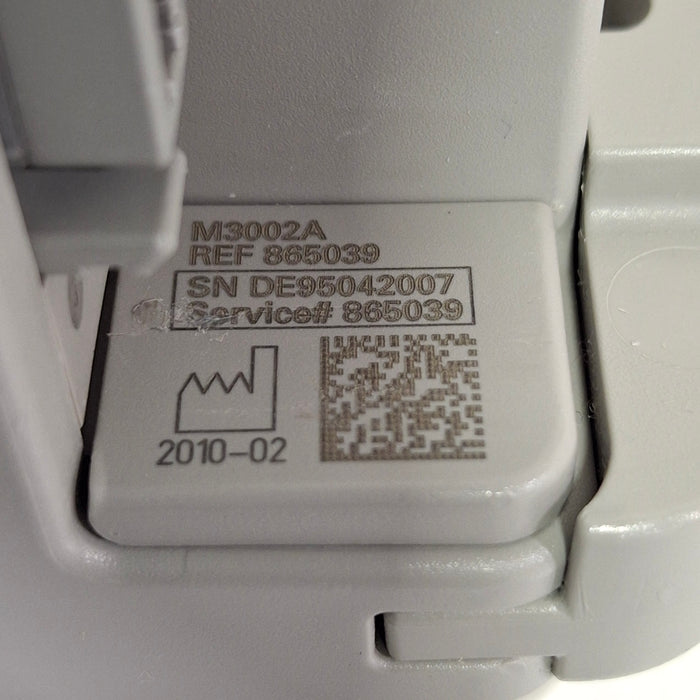 M3002A
REF 865039
SN DE95042007
Service# 865039
2010-02